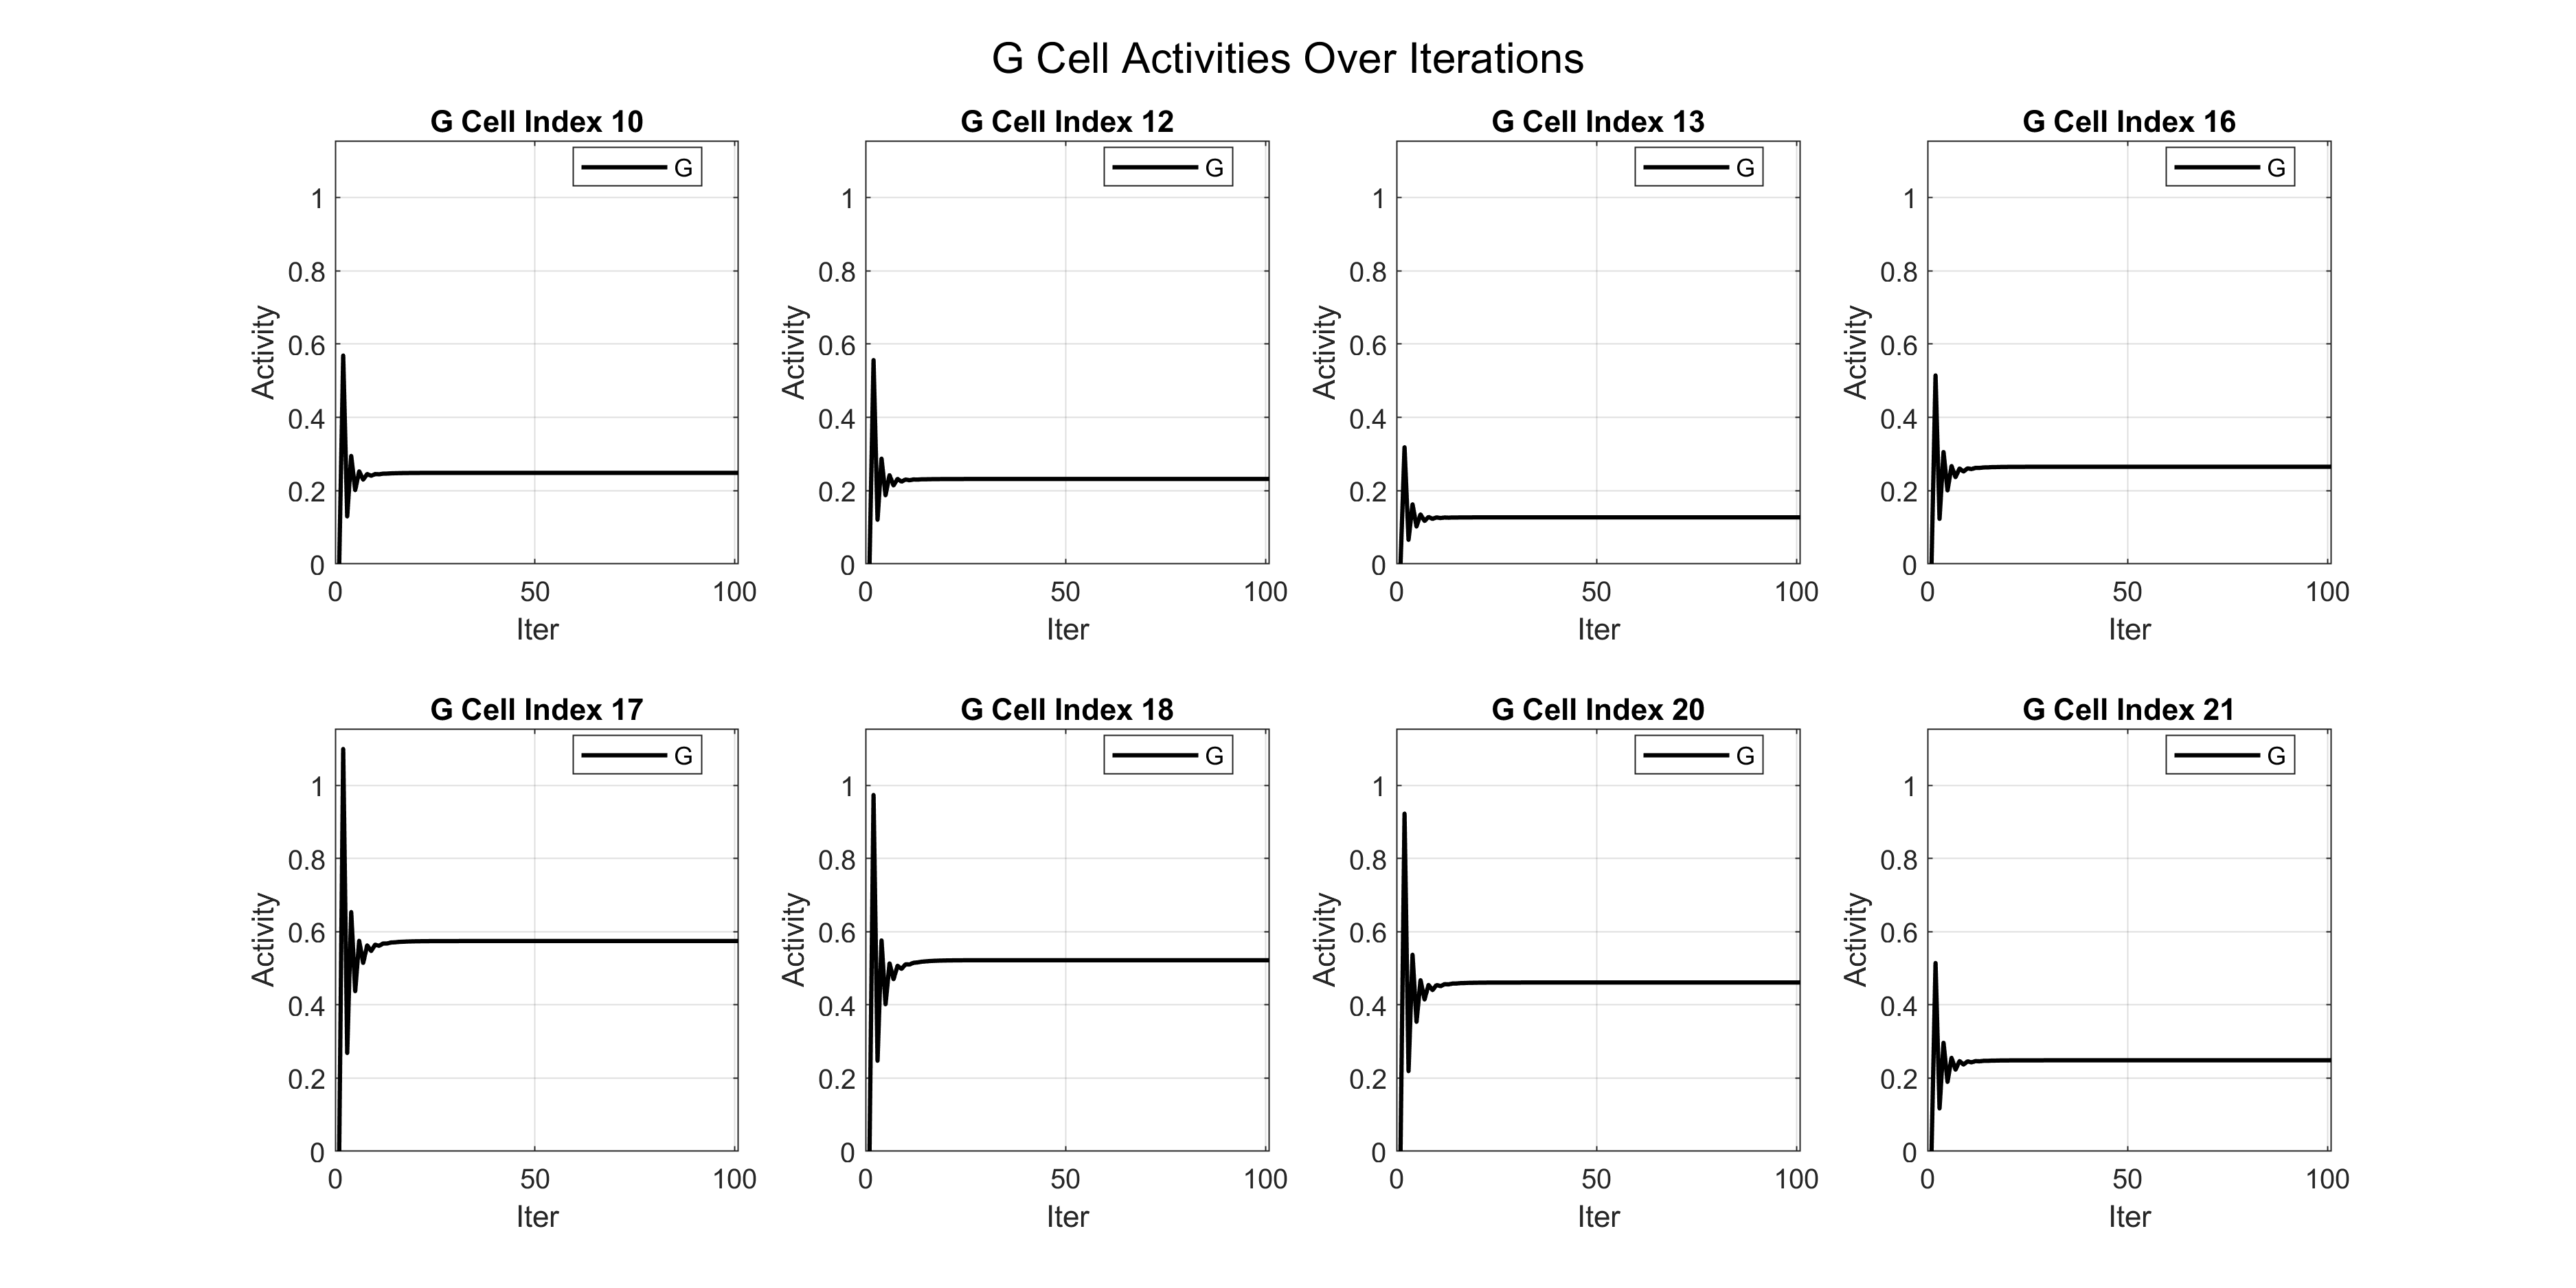 G Cell Activities Over Iterations
G Cell Index 10
G
1
0.8
0.6
0.4
0.2
0
Activity
0 50 100
Iter
G Cell Index 12
G
1
0.8
0.6
0.4
0.2
0
Activity
0 50 100
Iter
G Cell Index 13
G
1
0.8
0.6
0.4
0.2
0
Activity
0 50 100
Iter
G Cell Index 16
G
1
0.8
0.6
0.4
0.2
0
Activity
0 50 100
Iter
G Cell Index 17
G
1
0.8
0.6
0.4
0.2
0
Activity
0 50 100
Iter
G Cell Index 18
G
1
0.8
0.6
0.4
0.2
0
Activity
0 50 100
Iter
G Cell Index 20
G
1
0.8
0.6
0.4
0.2
0
Activity
0 50 100
Iter
G Cell Index 21
G
1
0.8
0.6
0.4
0.2
0
Activity
0 50 100
Iter